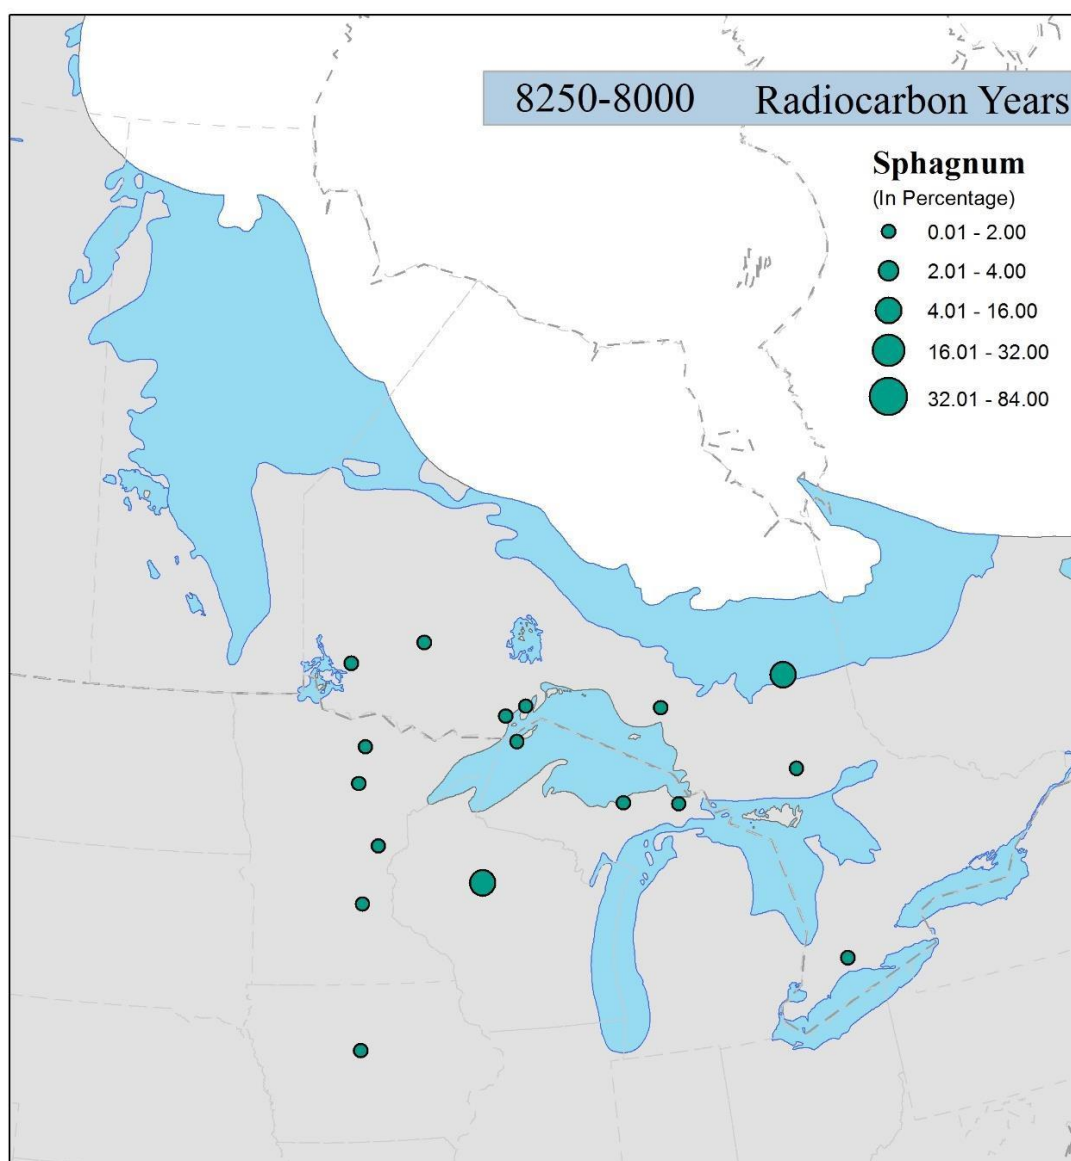 8250-8000 Radiocarbon Years
Sphagnum
(In Percentage)
0.01 - 2.00
2.01 - 4.00
4.01 - 16.00
16.01 - 32.00
32.01 - 84.00